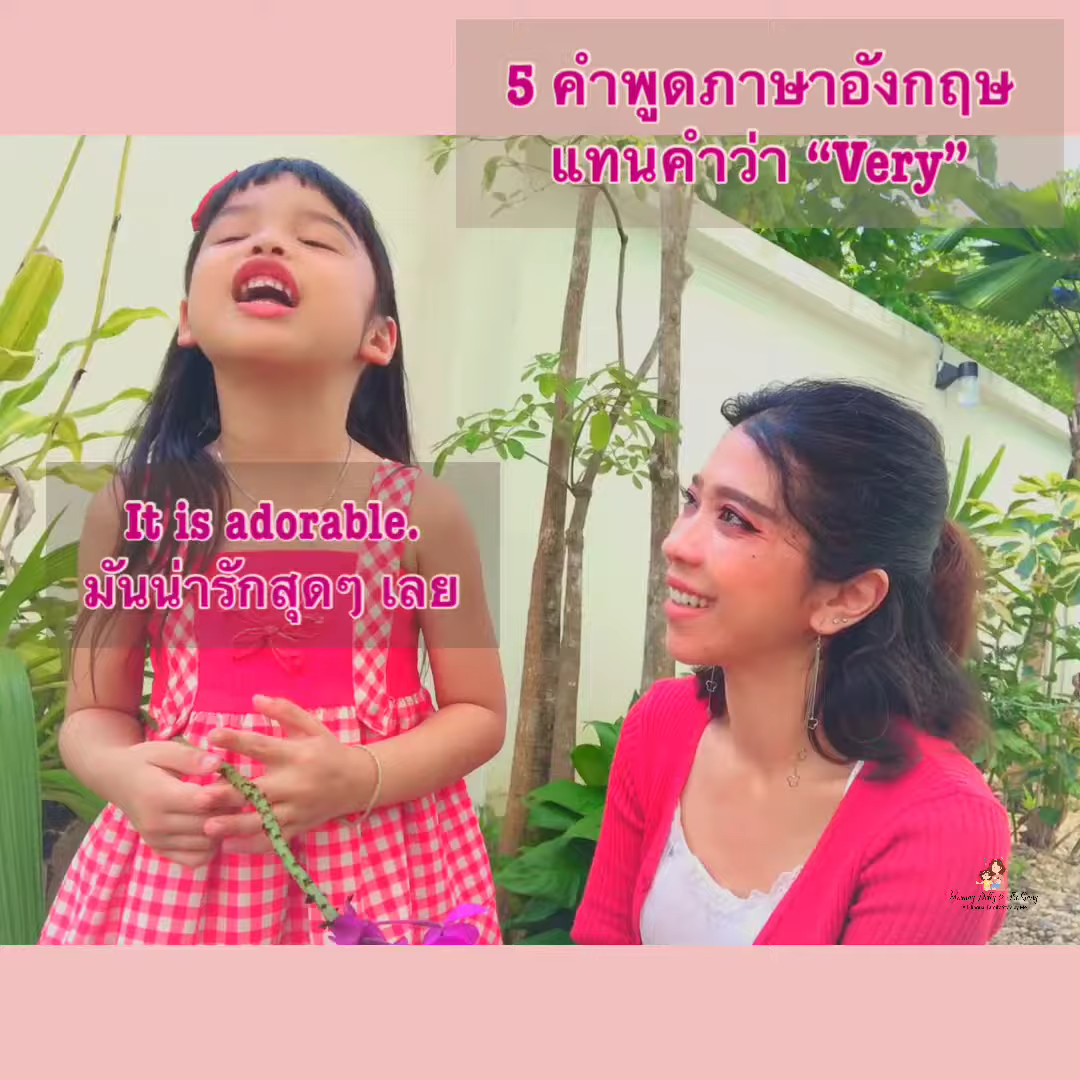 5 คำพูดภาษาอังกฤษ
แทนคำว่า “Very”
It is adorable.
มันน่ารักสุดๆ เลย